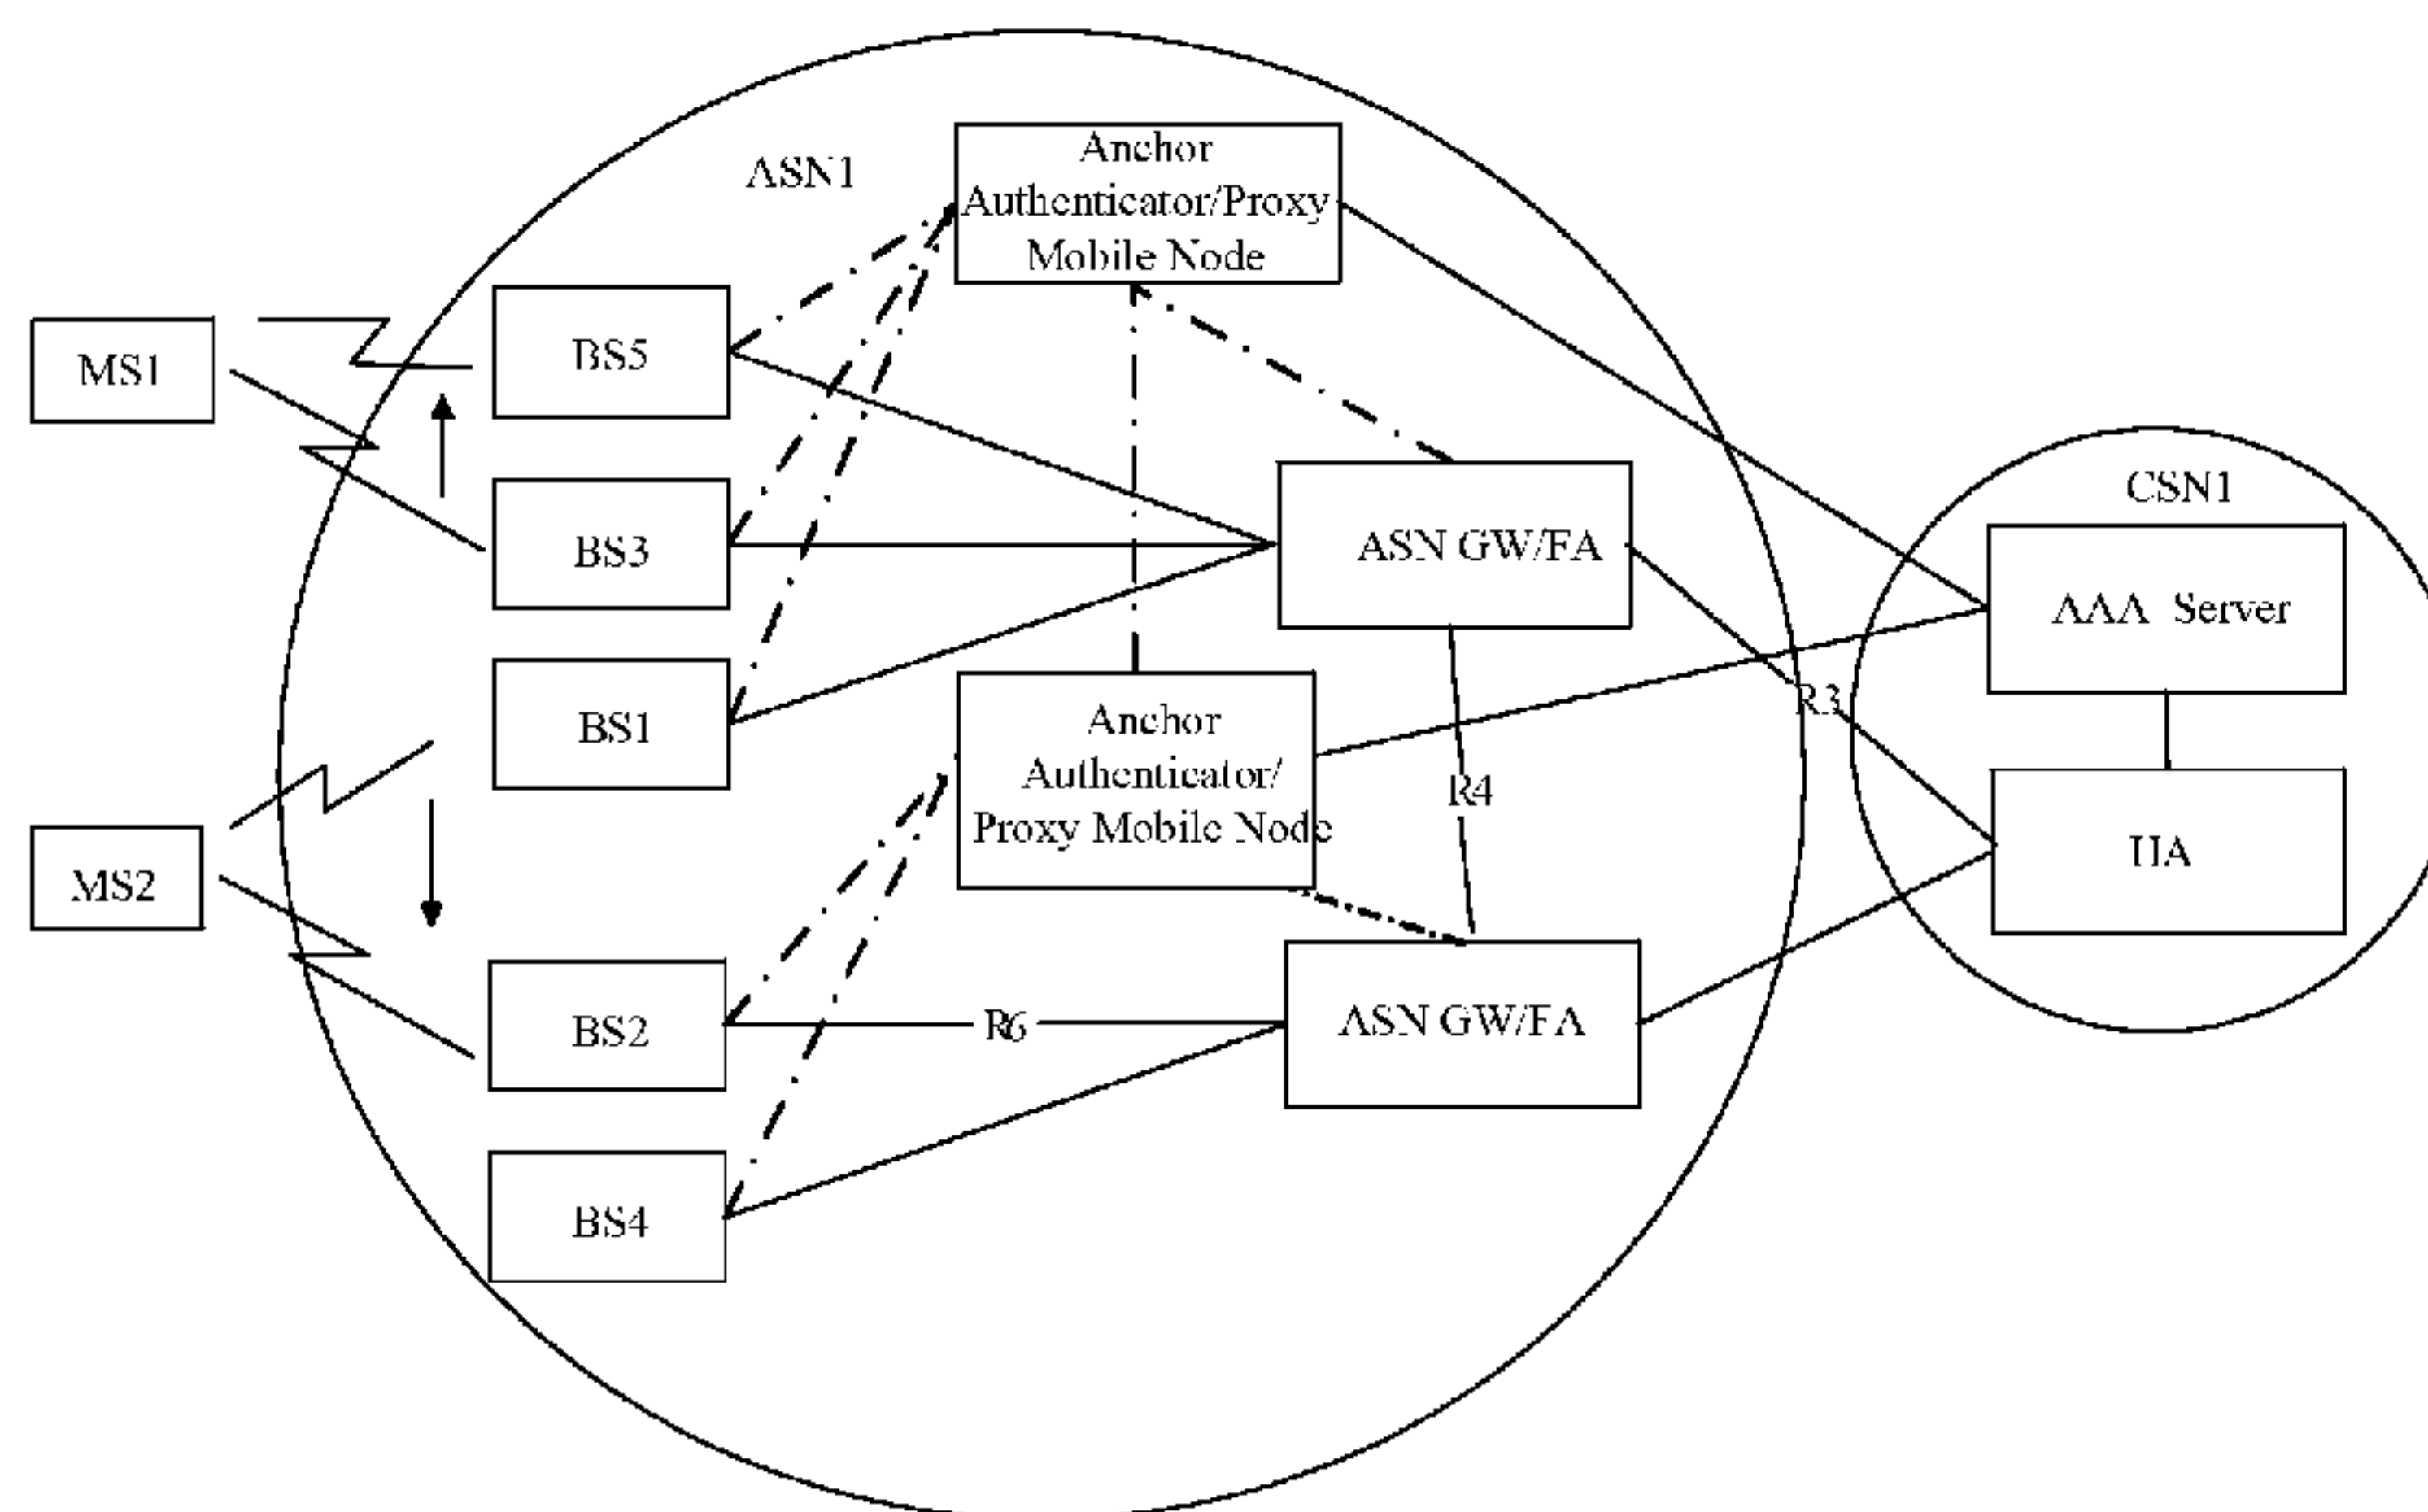 ASN1
Anchor
Authenticator/Proxy
Mobile Node
MS1
BS5
BS3
ASN GW/FA
CSN1
AAA Server
BS1
Anchor
Authenticator/
Proxy Mobile Node
R3
R4
MS2
HA
BS2
R6
ASN GW/FA
BS4